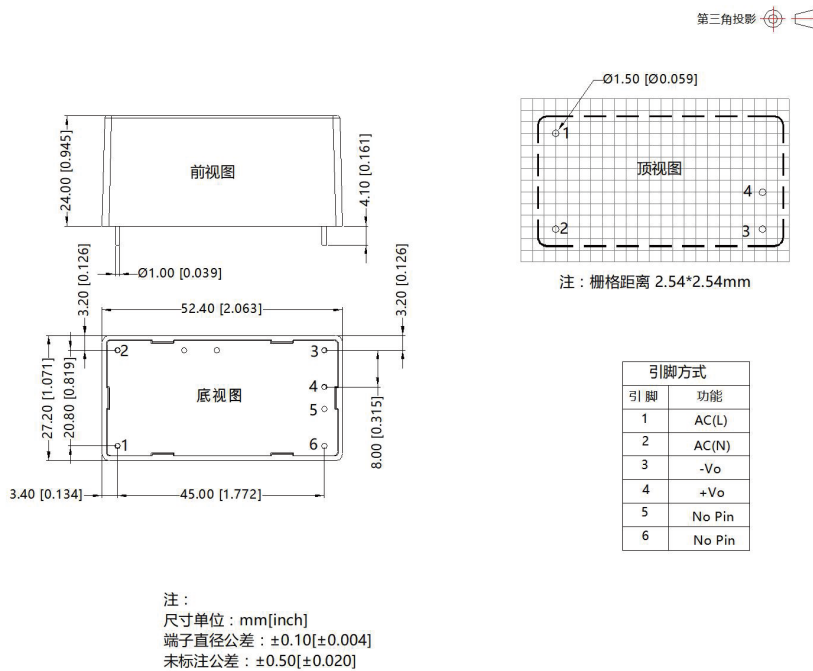 第三角投影
Ø1.50 [Ø0.059]
24.00 [0.945]
前视图
4.10 [0.161]
1
顶视图
4
2
3
Ø1.00 [0.039]
注：栅格距离 2.54*2.54mm
3.20 [0.126]
52.40 [2.063]
3.20 [0.126]
27.20 [1.071]
20.80 [0.819]
2
3
底视图
4
5
1
6
8.00 [0.315]
3.40 [0.134]
45.00 [1.772]
引脚方式
引 脚 功能
1 AC(L)
2 AC(N)
3 -Vo
4 +Vo
5 No Pin
6 No Pin
注：
尺寸单位：mm[inch]
端子直径公差：±0.10[±0.004]
未标注公差：±0.50[±0.020]